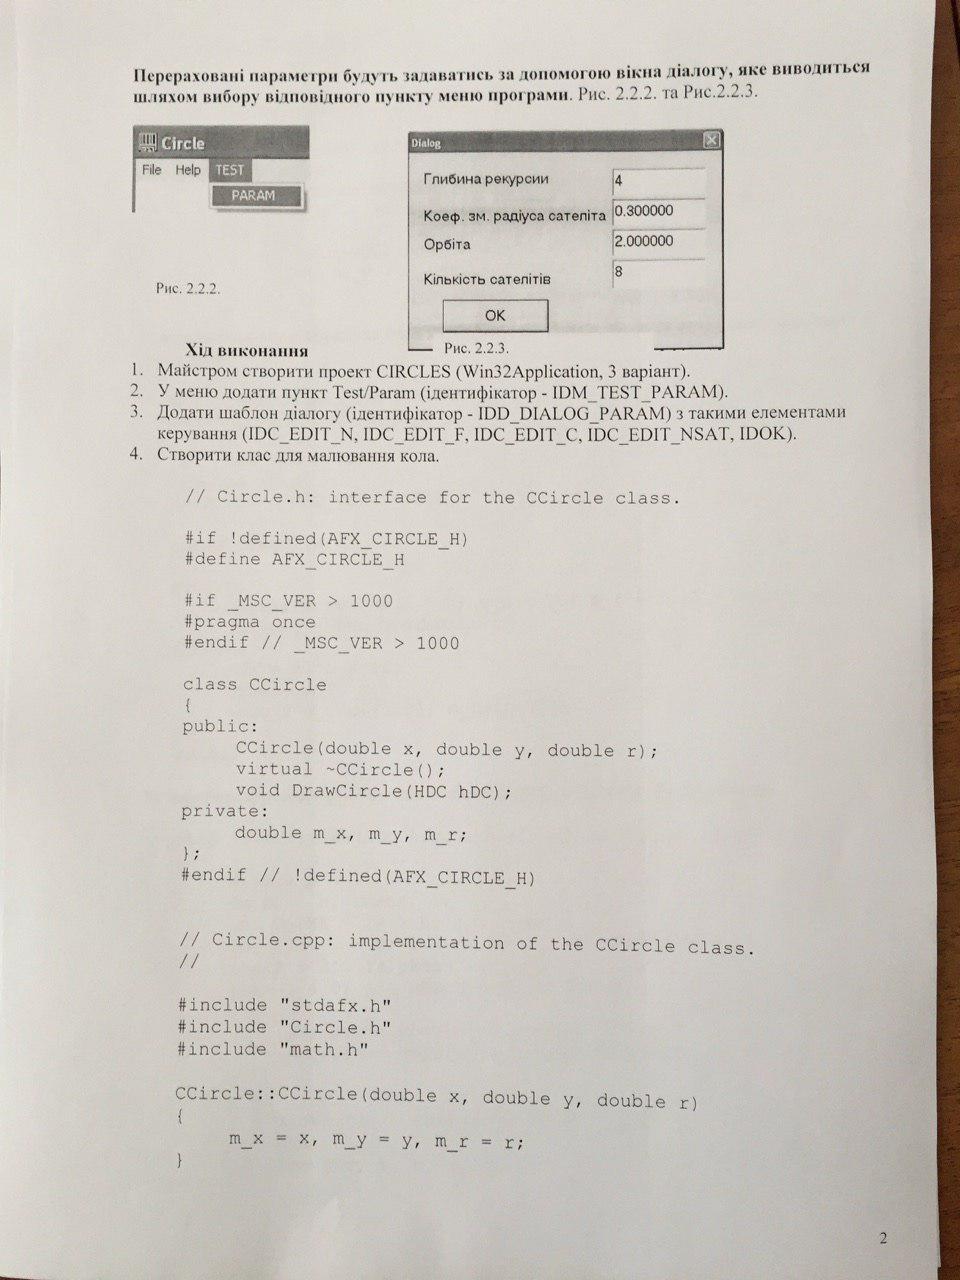 Перераховані параметри будуть задаватись за допомогою вікна діалогу, яке виводиться
шляхом вибору відповідного пункту меню програми. Рис. 2.2.2. та Рис.2.2.3.
Circle
File Help TEST
PARAM
Рис. 2.2.2.
Dialog
Глибина рекурсии 4
Коеф. зм. радіуса сателіта 0.300000
Орбіта 2.000000
Кількість сателітів 8
OK
Рис. 2.2.3.
Хід виконання
1. Майстром створити проект CIRCLES (Win32Application, 3 варіант).
2. У меню додати пункт Test/Param (ідентифікатор - IDM_TEST_PARAM).
3. Додати шаблон діалогу (ідентифікатор - IDD_DIALOG_PARAM) з такими елементами
керування (IDC_EDIT_N, IDC_EDIT_F, IDC_EDIT_C, IDC_EDIT_NSAT, IDOK).
4. Створити клас для малювання кола.
// Circle.h: interface for the CCircle class.
#if !defined(AFX_CIRCLE_H)
#define AFX_CIRCLE_H
#if _MSC_VER > 1000
#pragma once
#endif // _MSC_VER > 1000
class CCircle
{
public:
CCircle(double x, double y, double r);
virtual ~CCircle();
void DrawCircle(HDC hDC);
private:
double m_x, m_y, m_r;
};
#endif // !defined(AFX_CIRCLE_H)
// Circle.cpp: implementation of the CCircle class.
//
#include "stdafx.h"
#include "Circle.h"
#include "math.h"
CCircle::CCircle(double x, double y, double r)
{
m_x = x, m_y = y, m_r = r;
}
2